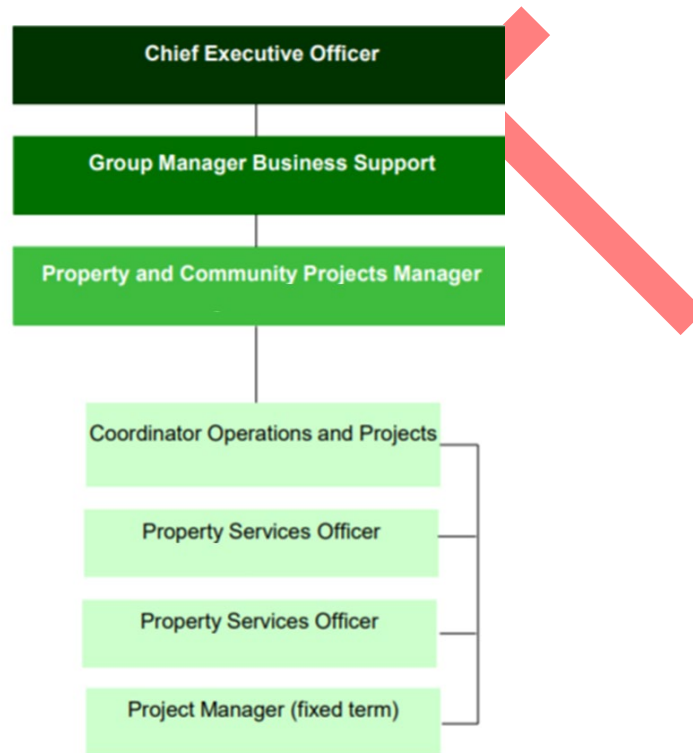 Chief Executive Officer
Group Manager Business Support
Property and Community Projects Manager
Coordinator Operations and Projects
Property Services Officer
Property Services Officer
Project Manager (fixed term)